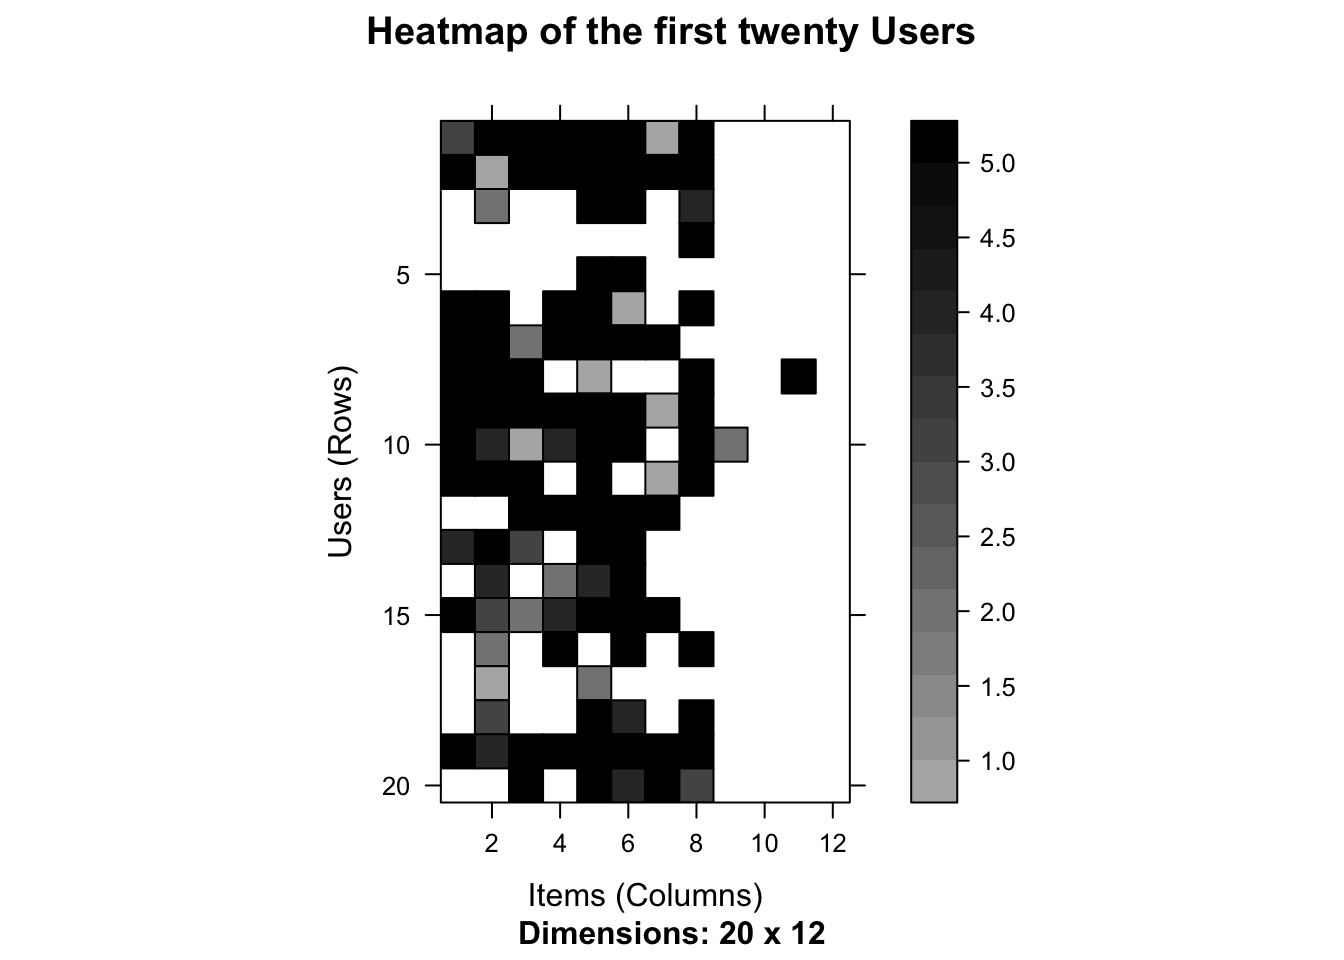 Heatmap of the first twenty Users
5.0
4.5
4.0
3.5
3.0
2.5
2.0
1.5
1.0
Users (Rows)
5
10
15
20
2 4 6 8 10 12
Items (Columns)
Dimensions: 20 x 12